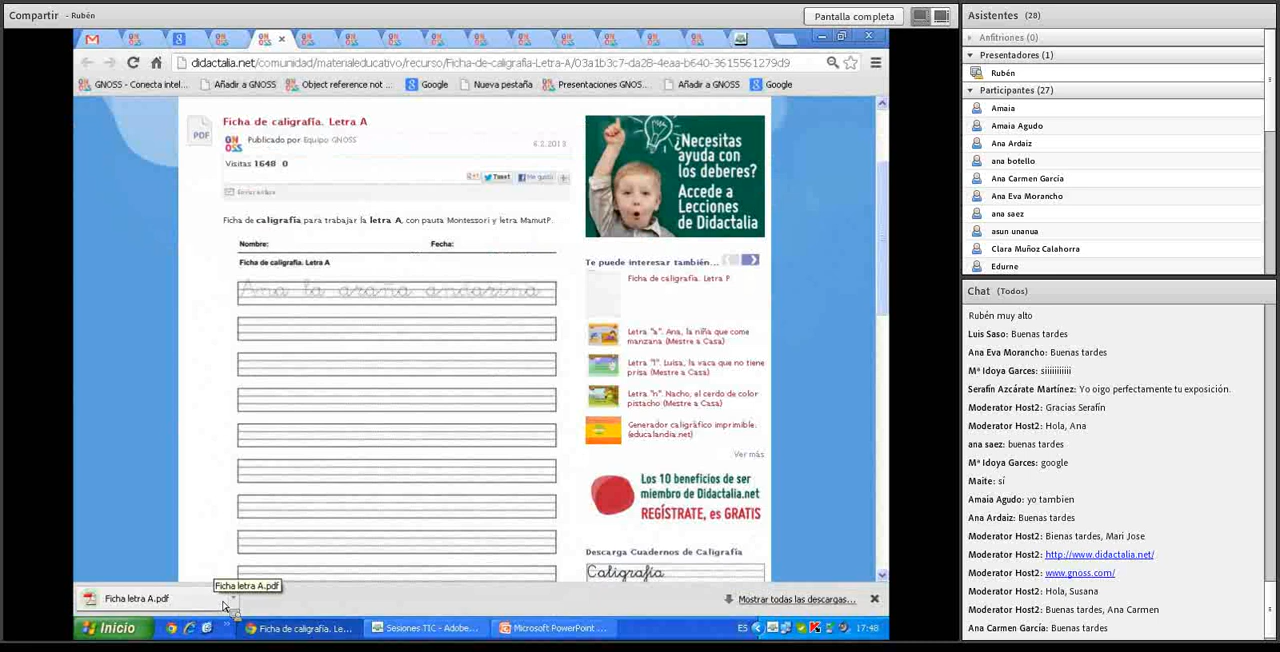 Compartir - Rubén
Pantalla completa
didactalia.net/comunidad/materialeducativo/recurso/Ficha-de-caligrafia-Letra-A/03a1b3c7-da28-4eaa-b640-3615561279d9
GNOSS - Conecta intel...
Añadir a GNOSS
Object reference not ...
Google
Nueva pestaña
Presentaciones GNOS...
Añadir a GNOSS
Google
PDF
Ficha de caligrafía. Letra A
GNOSS
Publicado por Equipo GNOSS
6.2.2013
Visitas 1648 0
Tweet
Me gusta
Ficha de caligrafía para trabajar la letra A, con pauta Montessori y letra MamutP.
Nombre:
Fecha:
Ficha de caligrafía. Letra A
Ana la araña andarina
¿Necesitas
ayuda con
los deberes?
Accede a
Lecciones
de Didactalia
Te puede interesar también...
Ficha de caligrafía. Letra P
Letra "a". Ana, la niña que come
manzana (Mestre a Casa)
Letra "l". Luisa, la vaca que no tiene
prisa (Mestre a Casa)
Letra "n". Nacho, el cerdo de color
pistacho (Mestre a Casa)
Generador caligráfico imprimible.
(educalandia.net)
Ver más
Los 10 beneficios de ser
miembro de Didactalia.net
REGÍSTRATE, es GRATIS
Descarga Cuadernos de Caligrafía
Caligrafía
Ficha letra A.pdf
Ficha letra A.pdf
Mostrar todas las descargas...
Inicio
Ficha de caligrafía. Le...
Sesiones TIC - Adobe...
Microsoft PowerPoint ...
ES
17:48
Asistentes (28)
Anfitriones (0)
Presentadores (1)
Rubén
Participantes (27)
Amaia
Amaia Agudo
Ana Ardaiz
ana botello
Ana Carmen García
Ana Eva Morancho
ana saez
asun unanua
Clara Muñoz Calahorra
Edurne
Chat (Todos)
Rubén muy alto
Luis Saso: Buenas tardes
Ana Eva Morancho: Buenas tardes
Mª Idoya Garces: siiiiiiiiiii
Serafín Azcárate Martínez: Yo oigo perfectamente tu exposición.
Moderator Host2: Gracias Serafín
Moderator Host2: Hola, Ana
ana saez: buenas tardes
Mª Idoya Garces: google
Maite: sí
Amaia Agudo: yo tambien
Ana Ardaiz: Buenas tardes
Moderator Host2: Bienas tardes, Mari Jose
Moderator Host2: http://www.didactalia.net/
Moderator Host2: www.gnoss.com/
Moderator Host2: Hola, Susana
Moderator Host2: Buenas tardes, Ana Carmen
Ana Carmen García: Buenas tardes